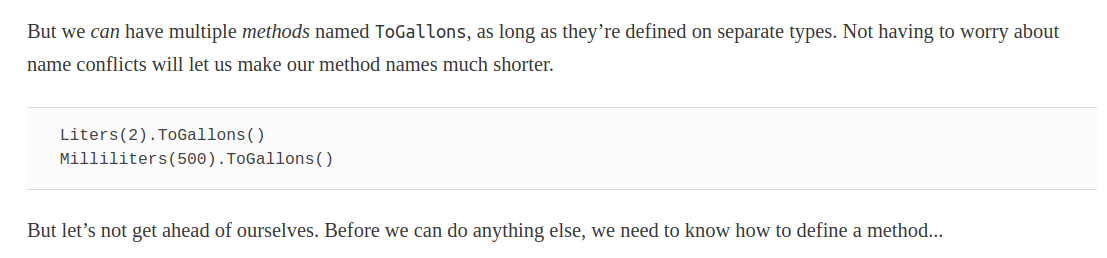 But we can have multiple methods named ToGallons, as long as they’re defined on separate types. Not having to worry about
name conflicts will let us make our method names much shorter.
Liters(2).ToGallons()
Milliliters(500).ToGallons()
But let’s not get ahead of ourselves. Before we can do anything else, we need to know how to define a method...